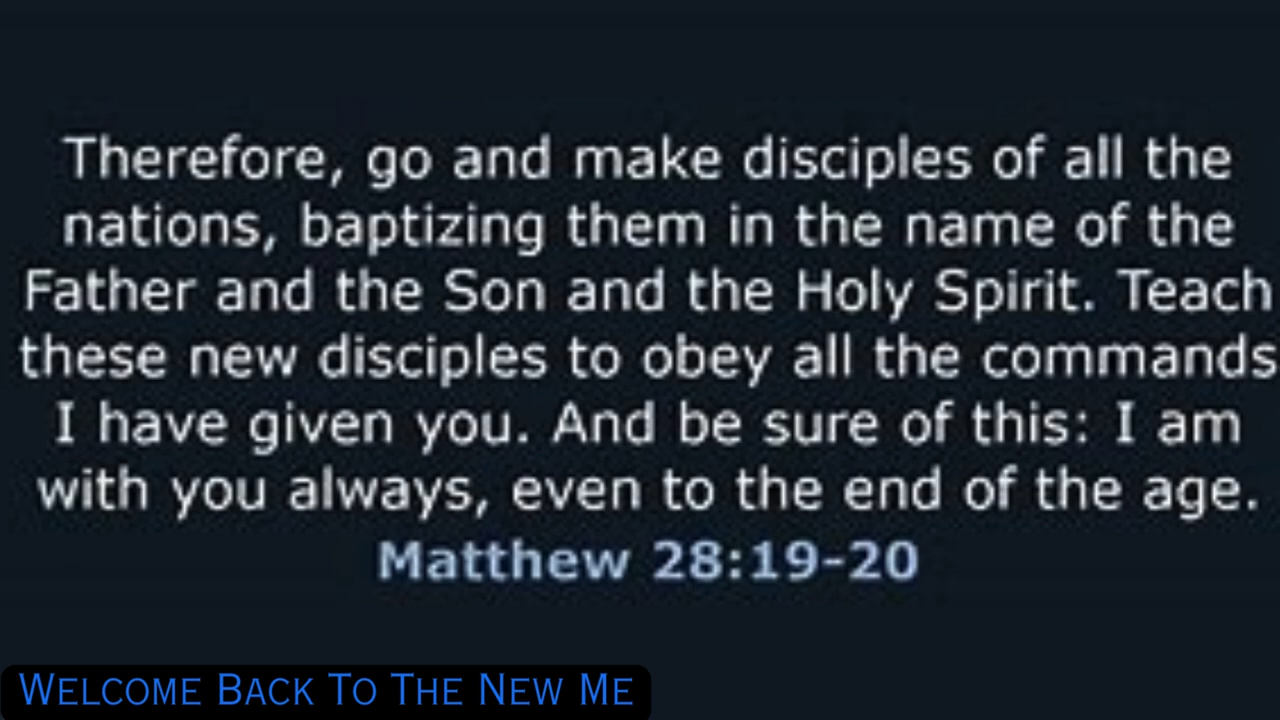 Therefore, go and make disciples of all the
nations, baptizing them in the name of the
Father and the Son and the Holy Spirit. Teach
these new disciples to obey all the commands
I have given you. And be sure of this: I am
with you always, even to the end of the age.
Matthew 28:19-20
Welcome Back To The New Me